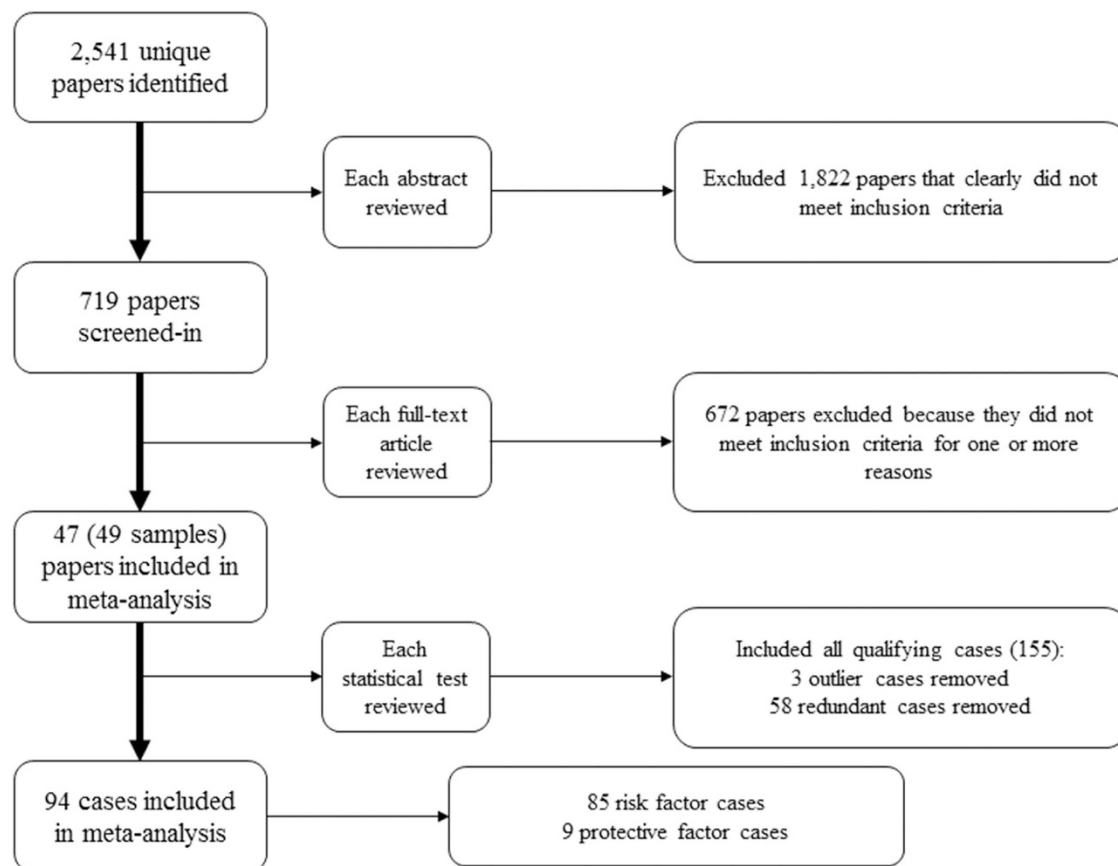 2,541 unique
papers identified
Each abstract
reviewed
Excluded 1,822 papers that clearly did not
meet inclusion criteria
719 papers
screened-in
Each full-text
article
reviewed
672 papers excluded because they did not
meet inclusion criteria for one or more
reasons
47 (49 samples)
papers included in
meta-analysis
Each
statistical test
reviewed
Included all qualifying cases (155):
3 outlier cases removed
58 redundant cases removed
94 cases included
in meta-analysis
85 risk factor cases
9 protective factor cases